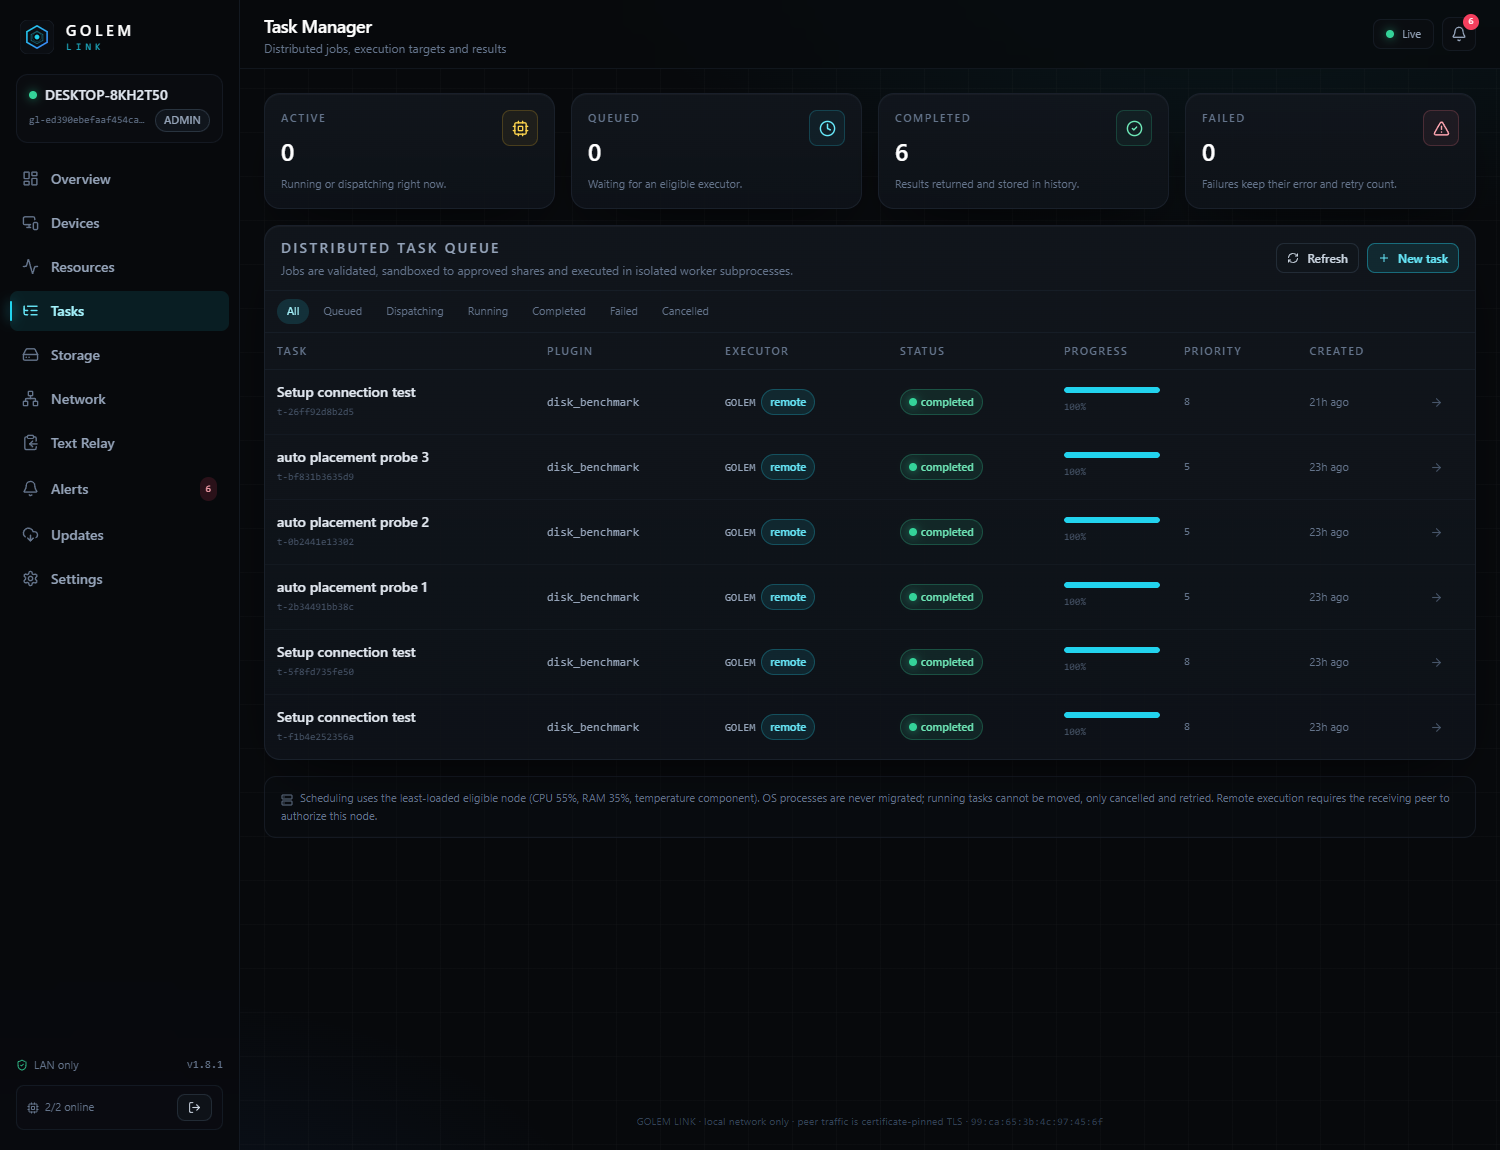 GOLEM
LINK
DESKTOP-8KH2T50
gl-ed390ebefaaf454ca…
ADMIN
Overview
Devices
Resources
Tasks
Storage
Network
Text Relay
Alerts
6
Updates
Settings
LAN only
v1.8.1
2/2 online
Task Manager
Distributed jobs, execution targets and results
Live
6
ACTIVE
0
Running or dispatching right now.
QUEUED
0
Waiting for an eligible executor.
COMPLETED
6
Results returned and stored in history.
FAILED
0
Failures keep their error and retry count.
DISTRIBUTED TASK QUEUE
Jobs are validated, sandboxed to approved shares and executed in isolated worker subprocesses.
Refresh
New task
All Queued Dispatching Running Completed Failed Cancelled
TASK PLUGIN EXECUTOR STATUS PROGRESS PRIORITY CREATED
Setup connection test
t-26ff92d8b2d5
disk_benchmark GOLEM remote completed 100% 8 21h ago
auto placement probe 3
t-bf831b3635d9
disk_benchmark GOLEM remote completed 100% 5 23h ago
auto placement probe 2
t-0b2441e13302
disk_benchmark GOLEM remote completed 100% 5 23h ago
auto placement probe 1
t-2b34491bb38c
disk_benchmark GOLEM remote completed 100% 5 23h ago
Setup connection test
t-5f8fd735fe50
disk_benchmark GOLEM remote completed 100% 8 23h ago
Setup connection test
t-f1b4e252356a
disk_benchmark GOLEM remote completed 100% 8 23h ago
Scheduling uses the least-loaded eligible node (CPU 55%, RAM 35%, temperature component). OS processes are never migrated; running tasks cannot be moved, only cancelled and retried. Remote execution requires the receiving peer to
authorize this node.
GOLEM LINK · local network only · peer traffic is certificate-pinned TLS · 99:ca:65:3b:4c:97:45:6f